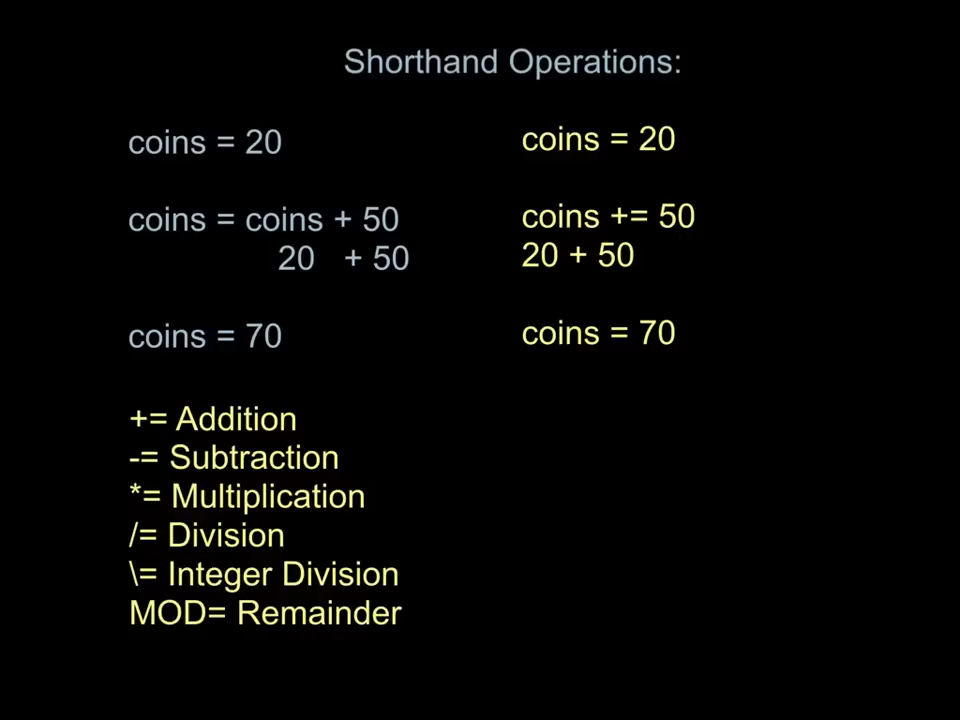 Shorthand Operations:
coins = 20
coins = coins + 50
20 + 50
coins = 70
coins = 20
coins += 50
20 + 50
coins = 70
+= Addition
-= Subtraction
*= Multiplication
/= Division
\= Integer Division
MOD= Remainder